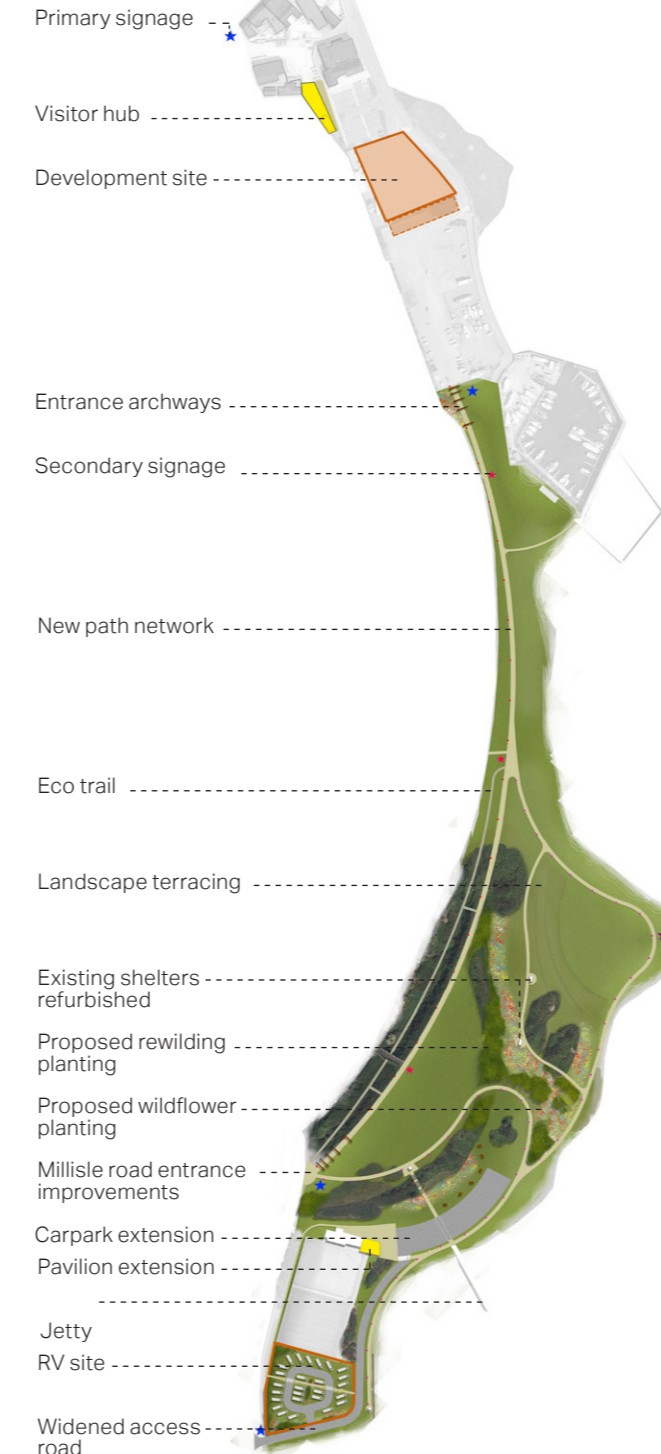 Primary signage
Visitor hub
Development site
Entrance archways
Secondary signage
New path network
Eco trail
Landscape terracing
Existing shelters
refurbished
Proposed rewilding
planting
Proposed wildflower
planting
Millisle road entrance
improvements
Carpark extension
Pavilion extension
Jetty
RV site
Widened access
road